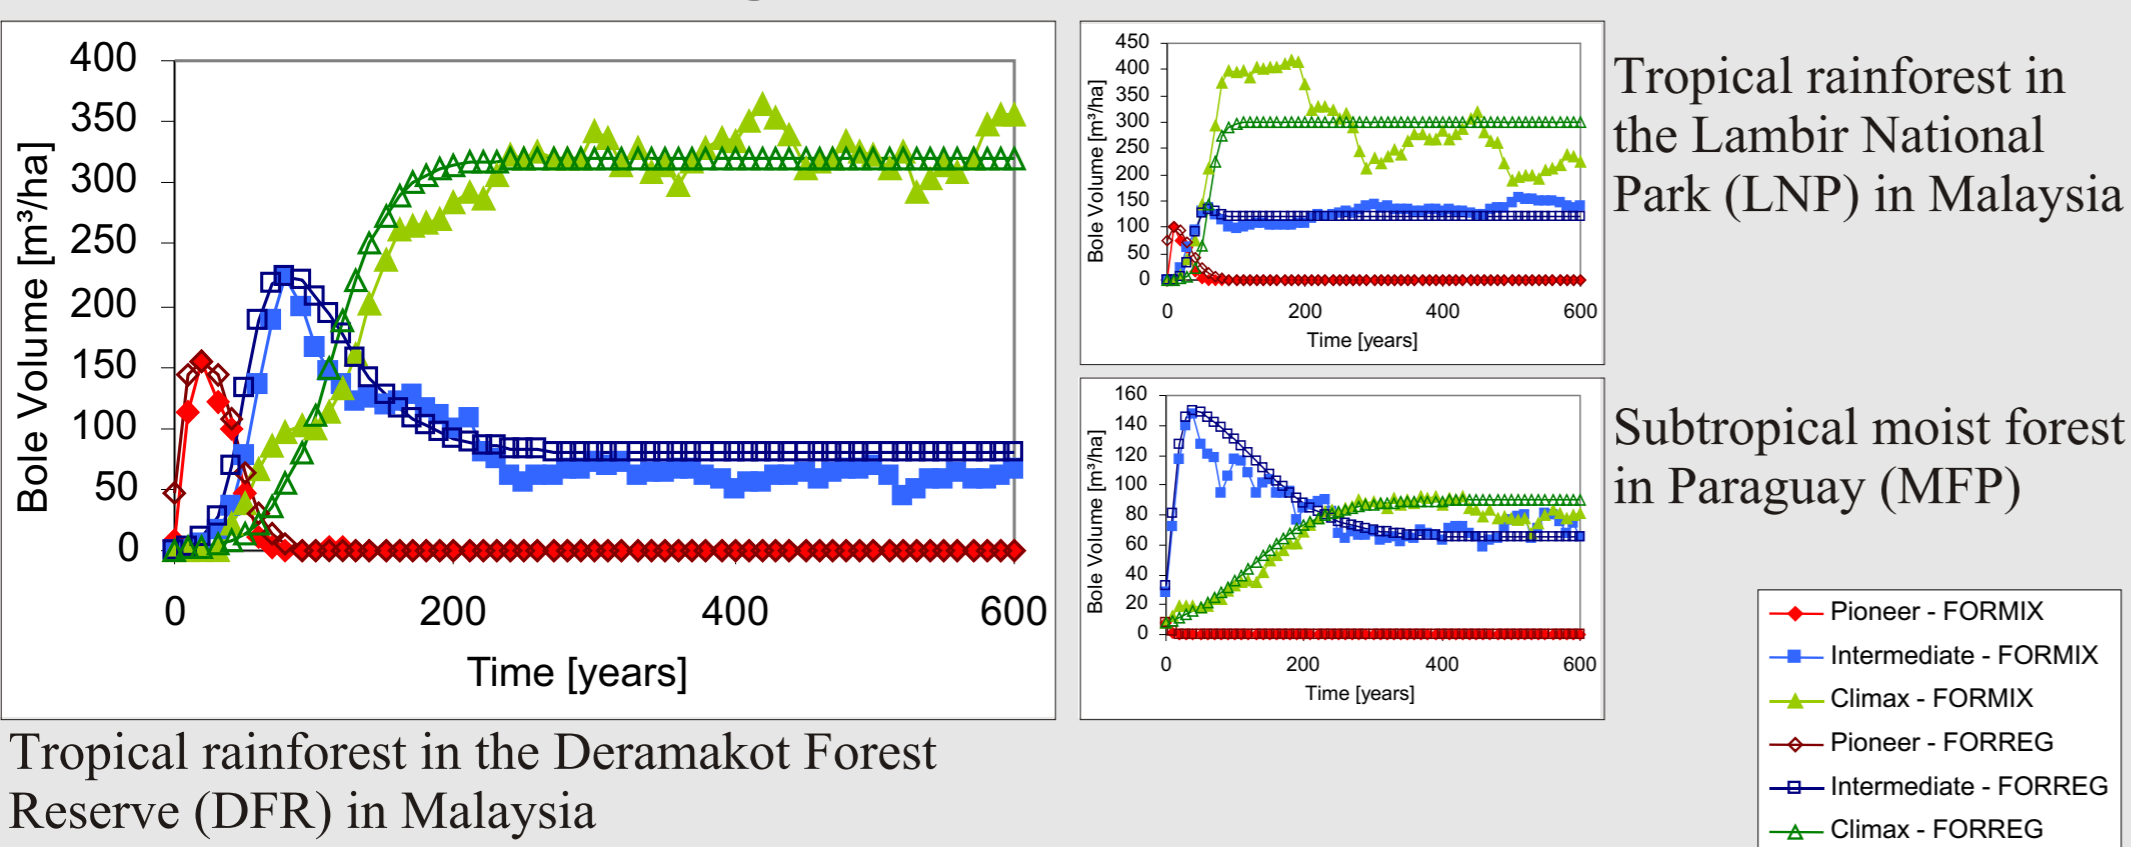 400
350
300
250
200
150
100
50
0
Bole Volume [m³/ha]
0 200 400 600
Time [years]
Tropical rainforest in the Deramakot Forest
Reserve (DFR) in Malaysia
450
400
350
300
250
200
150
100
50
0
Bole Volume [m³/ha]
0 200 400 600
Time [years]
Tropical rainforest in
the Lambir National
Park (LNP) in Malaysia
160
140
120
100
80
60
40
20
0
Bole Volume [m³/ha]
0 200 400 600
Time [years]
Subtropical moist forest
in Paraguay (MFP)
Pioneer - FORMIX
Intermediate - FORMIX
Climax - FORMIX
Pioneer - FORREG
Intermediate - FORREG
Climax - FORREG